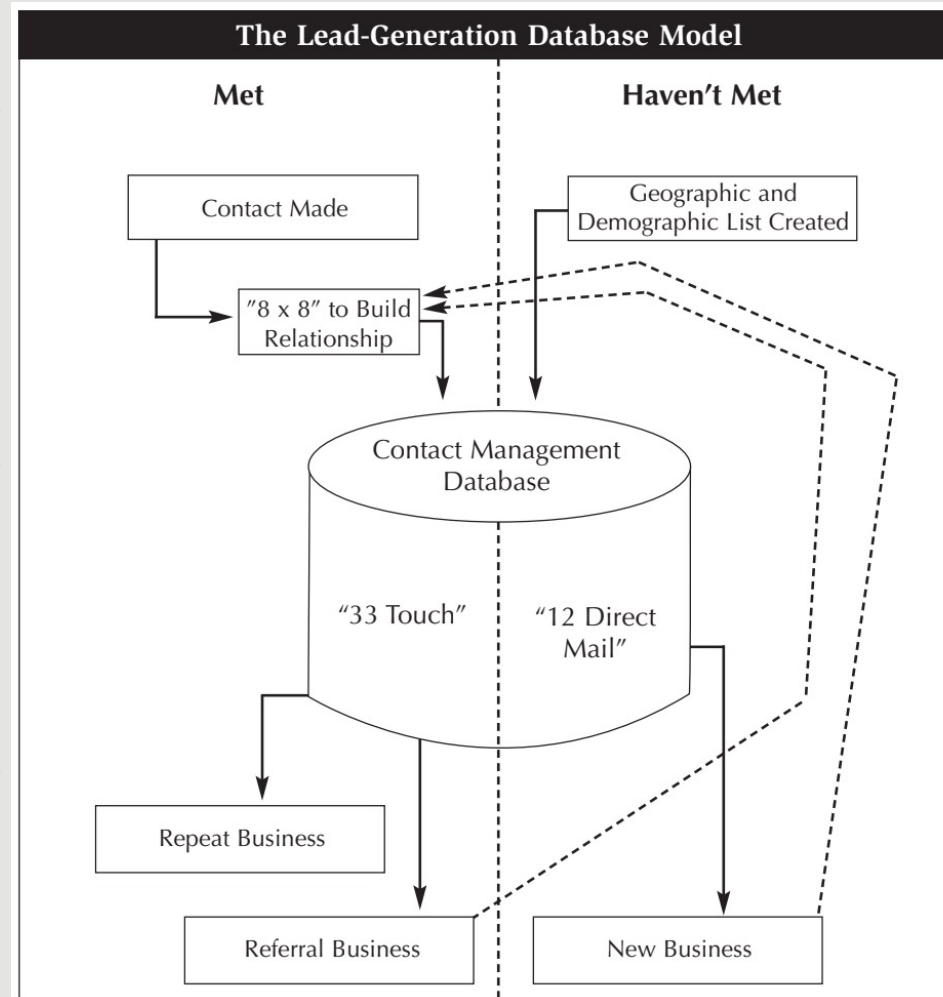 The Lead-Generation Database Model
Met
Haven't Met
Contact Made
Geographic and
Demographic List Created
"8 x 8" to Build
Relationship
Contact Management
Database
“33 Touch”
“12 Direct
Mail”
Repeat Business
Referral Business
New Business